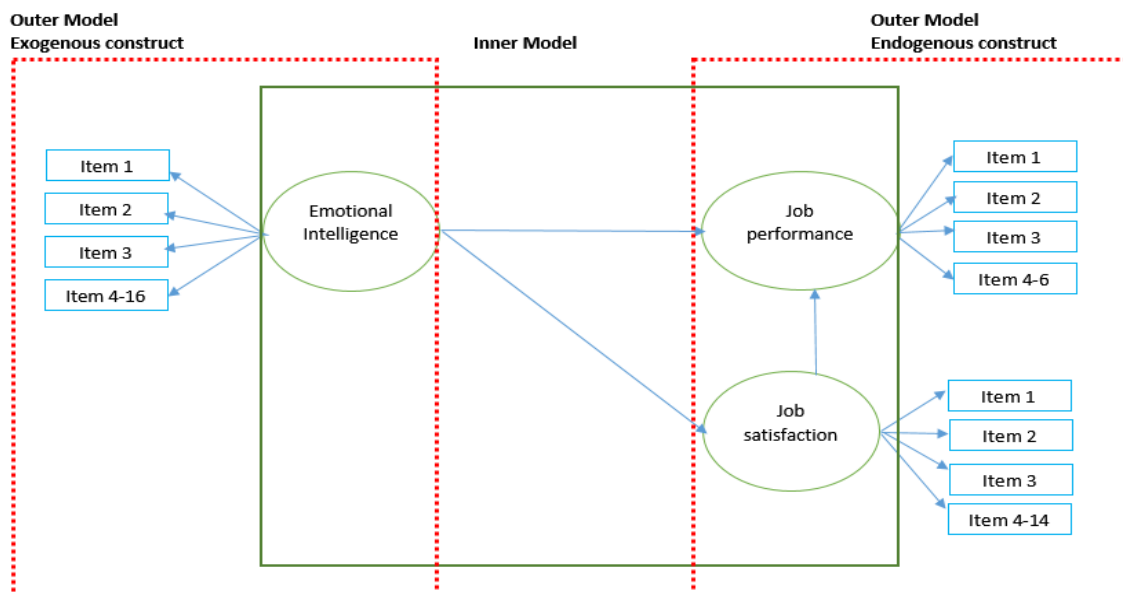 Outer Model
Exogenous construct
Inner Model
Outer Model
Endogenous construct
Item 1
Item 2
Item 3
Item 4-16
Emotional
Intelligence
Job
performance
Item 1
Item 2
Item 3
Item 4-6
Job
satisfaction
Item 1
Item 2
Item 3
Item 4-14